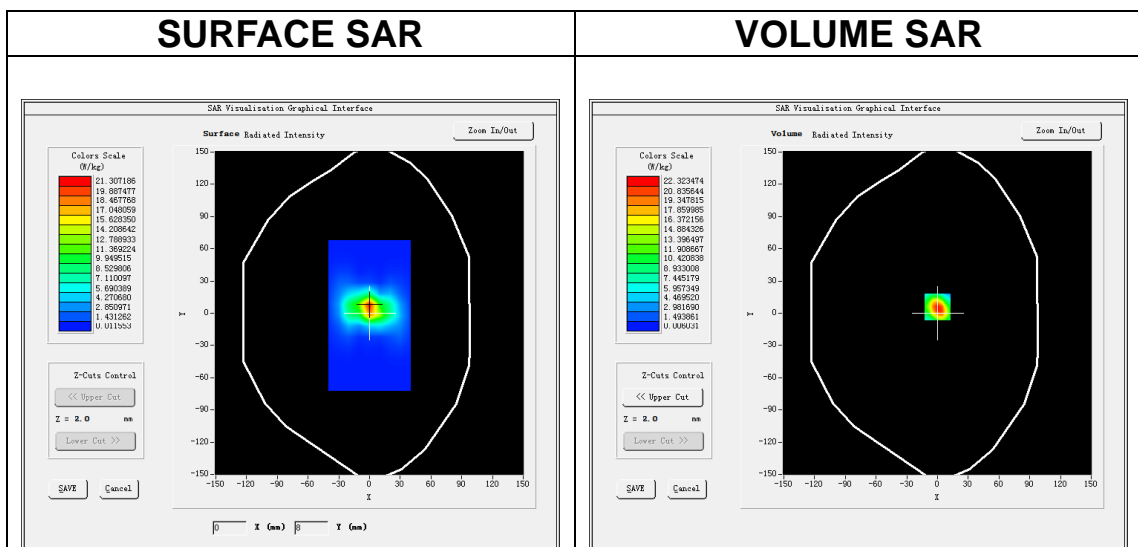 SURFACE SAR
VOLUME SAR
SAR Visualisation Graphical Interface
Surface Radiated Intensity
Zoom In/Out
Colors Scale
(W/kg)
21.307186
19.887477
18.467768
17.048059
15.628350
14.208642
12.788933
11.369224
9.949515
8.529806
7.110097
5.690389
4.270680
2.850971
1.431262
0.011553
Z-Cuts Control
<< Upper Cut
Z = 2.0 mm
Lower Cut >>
SAVE Cancel
150
120
90
60
30
0
-30
-60
-90
-120
-150
Y
-150 -120 -90 -60 -30 0 30 60 90 120 150
X
0 X (mm) 8 Y (mm)
SAR Visualisation Graphical Interface
Volume Radiated Intensity
Zoom In/Out
Colors Scale
(W/kg)
22.323474
20.835644
19.347815
17.859985
16.372156
14.884326
13.396497
11.908667
10.420838
8.933008
7.445179
5.957349
4.469520
2.981690
1.493861
0.006031
Z-Cuts Control
<< Upper Cut
Z = 2.0 mm
Lower Cut >>
SAVE Cancel
150
120
90
60
30
0
-30
-60
-90
-120
-150
Y
-150 -120 -90 -60 -30 0 30 60 90 120 150
X